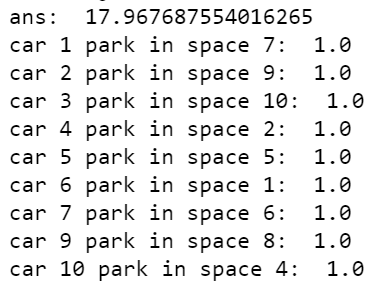 ans:  17.967687554016265
car 1 park in space 7:  1.0
car 2 park in space 9:  1.0
car 3 park in space 10:  1.0
car 4 park in space 2:  1.0
car 5 park in space 5:  1.0
car 6 park in space 1:  1.0
car 7 park in space 6:  1.0
car 9 park in space 8:  1.0
car 10 park in space 4:  1.0